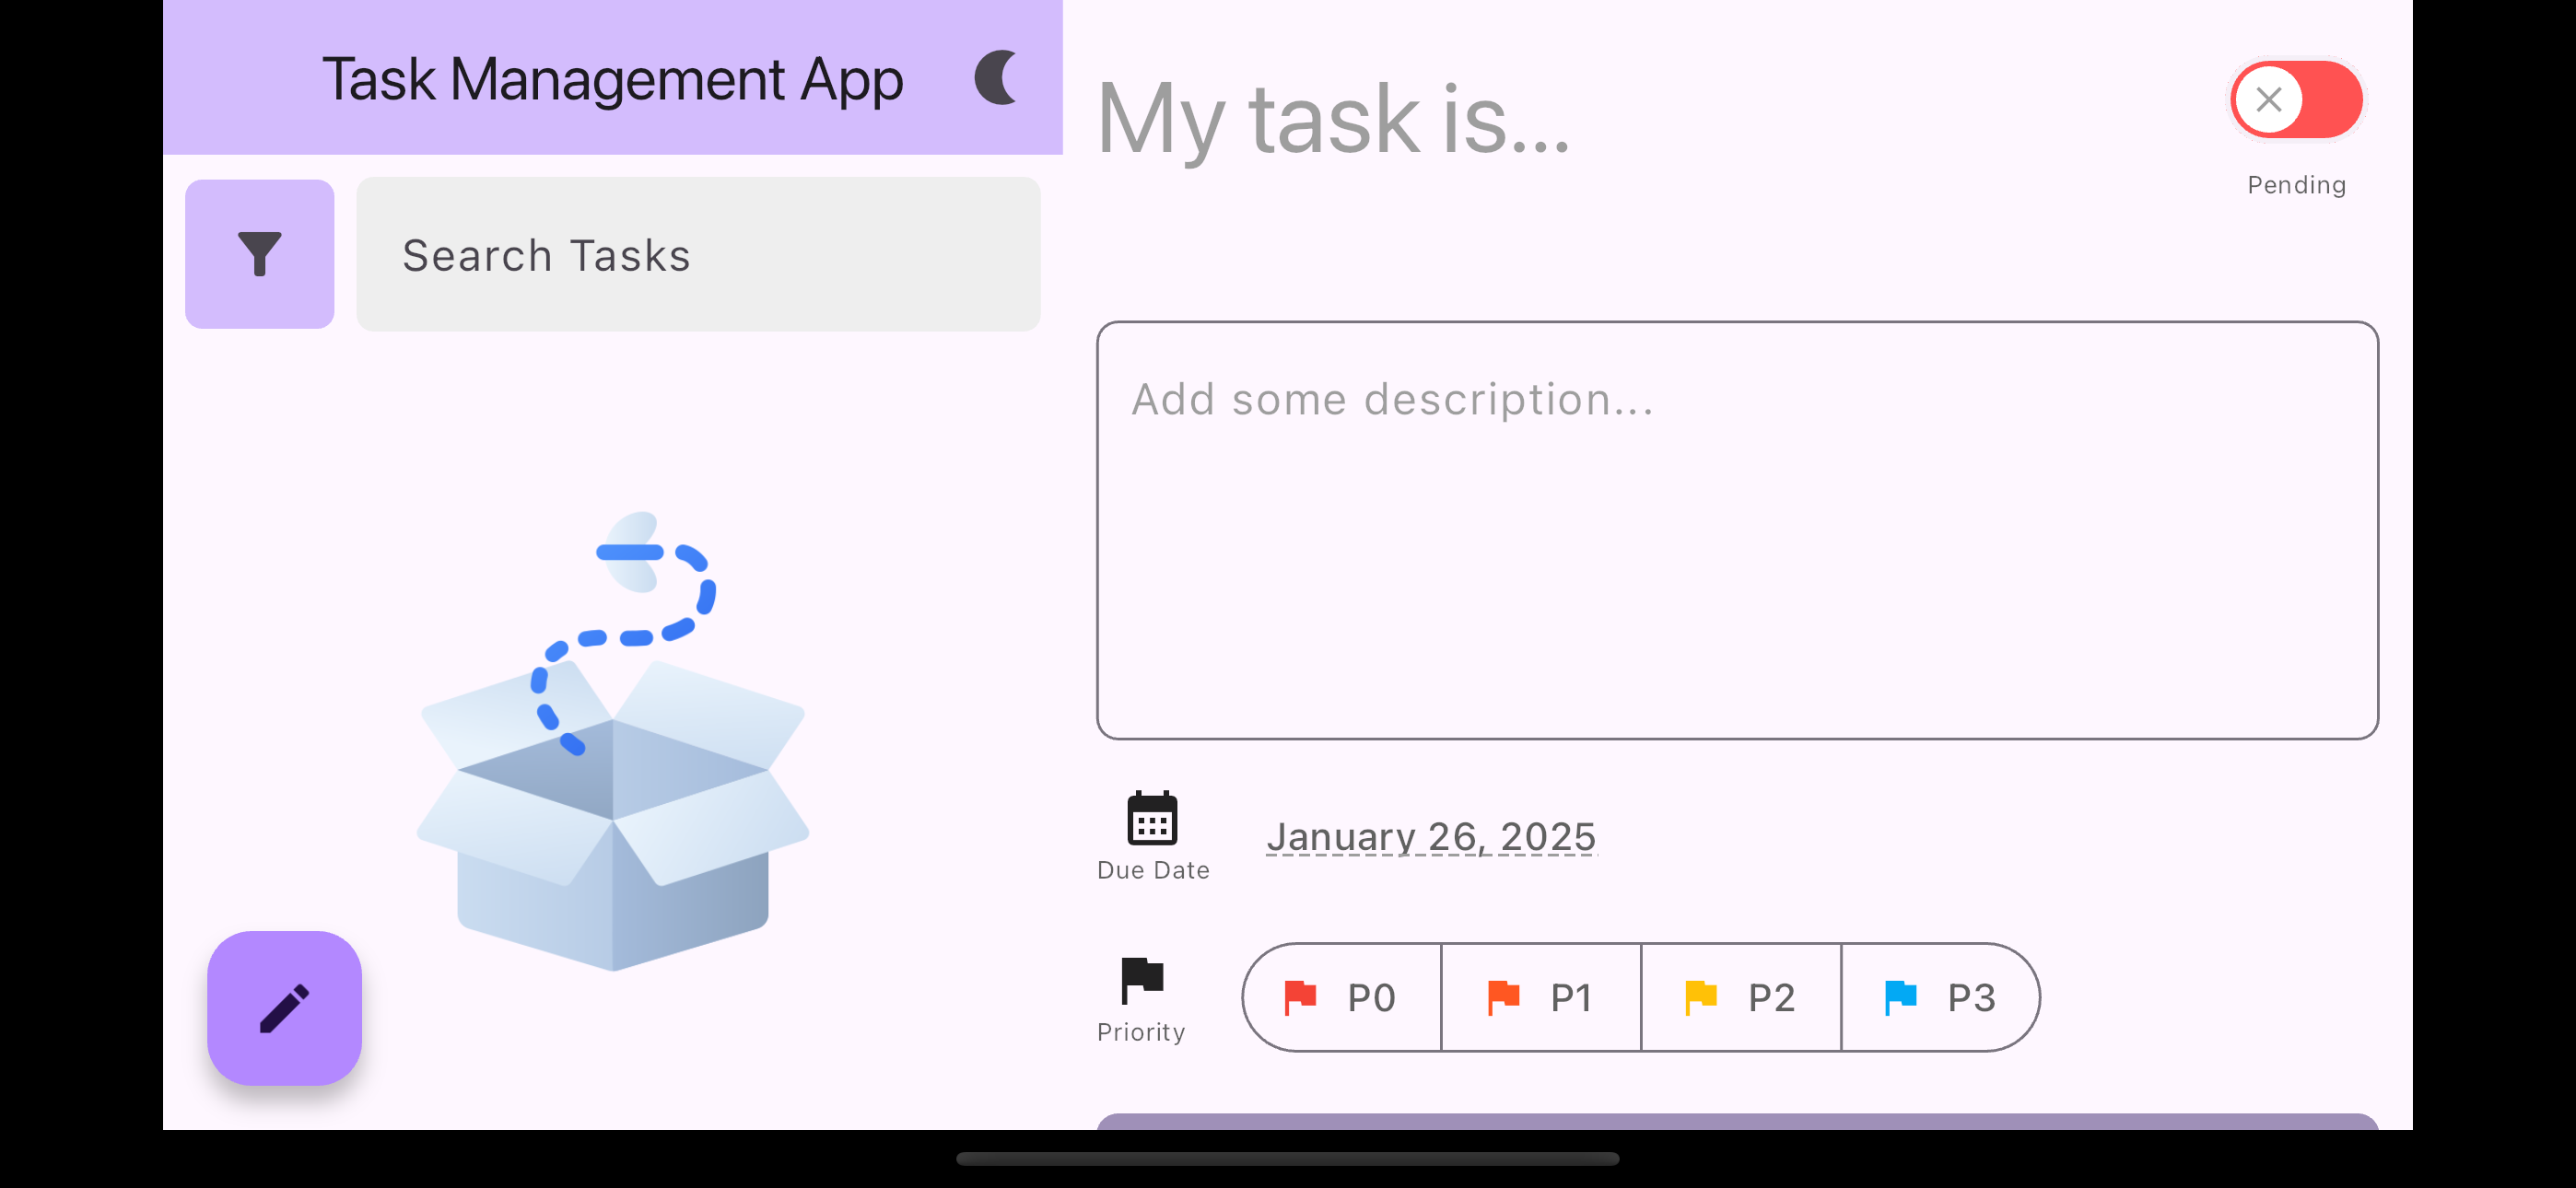 Task Management App
Search Tasks
My task is...
Pending
Add some description...
Due Date
January 26, 2025
Priority
P0
P1
P2
P3